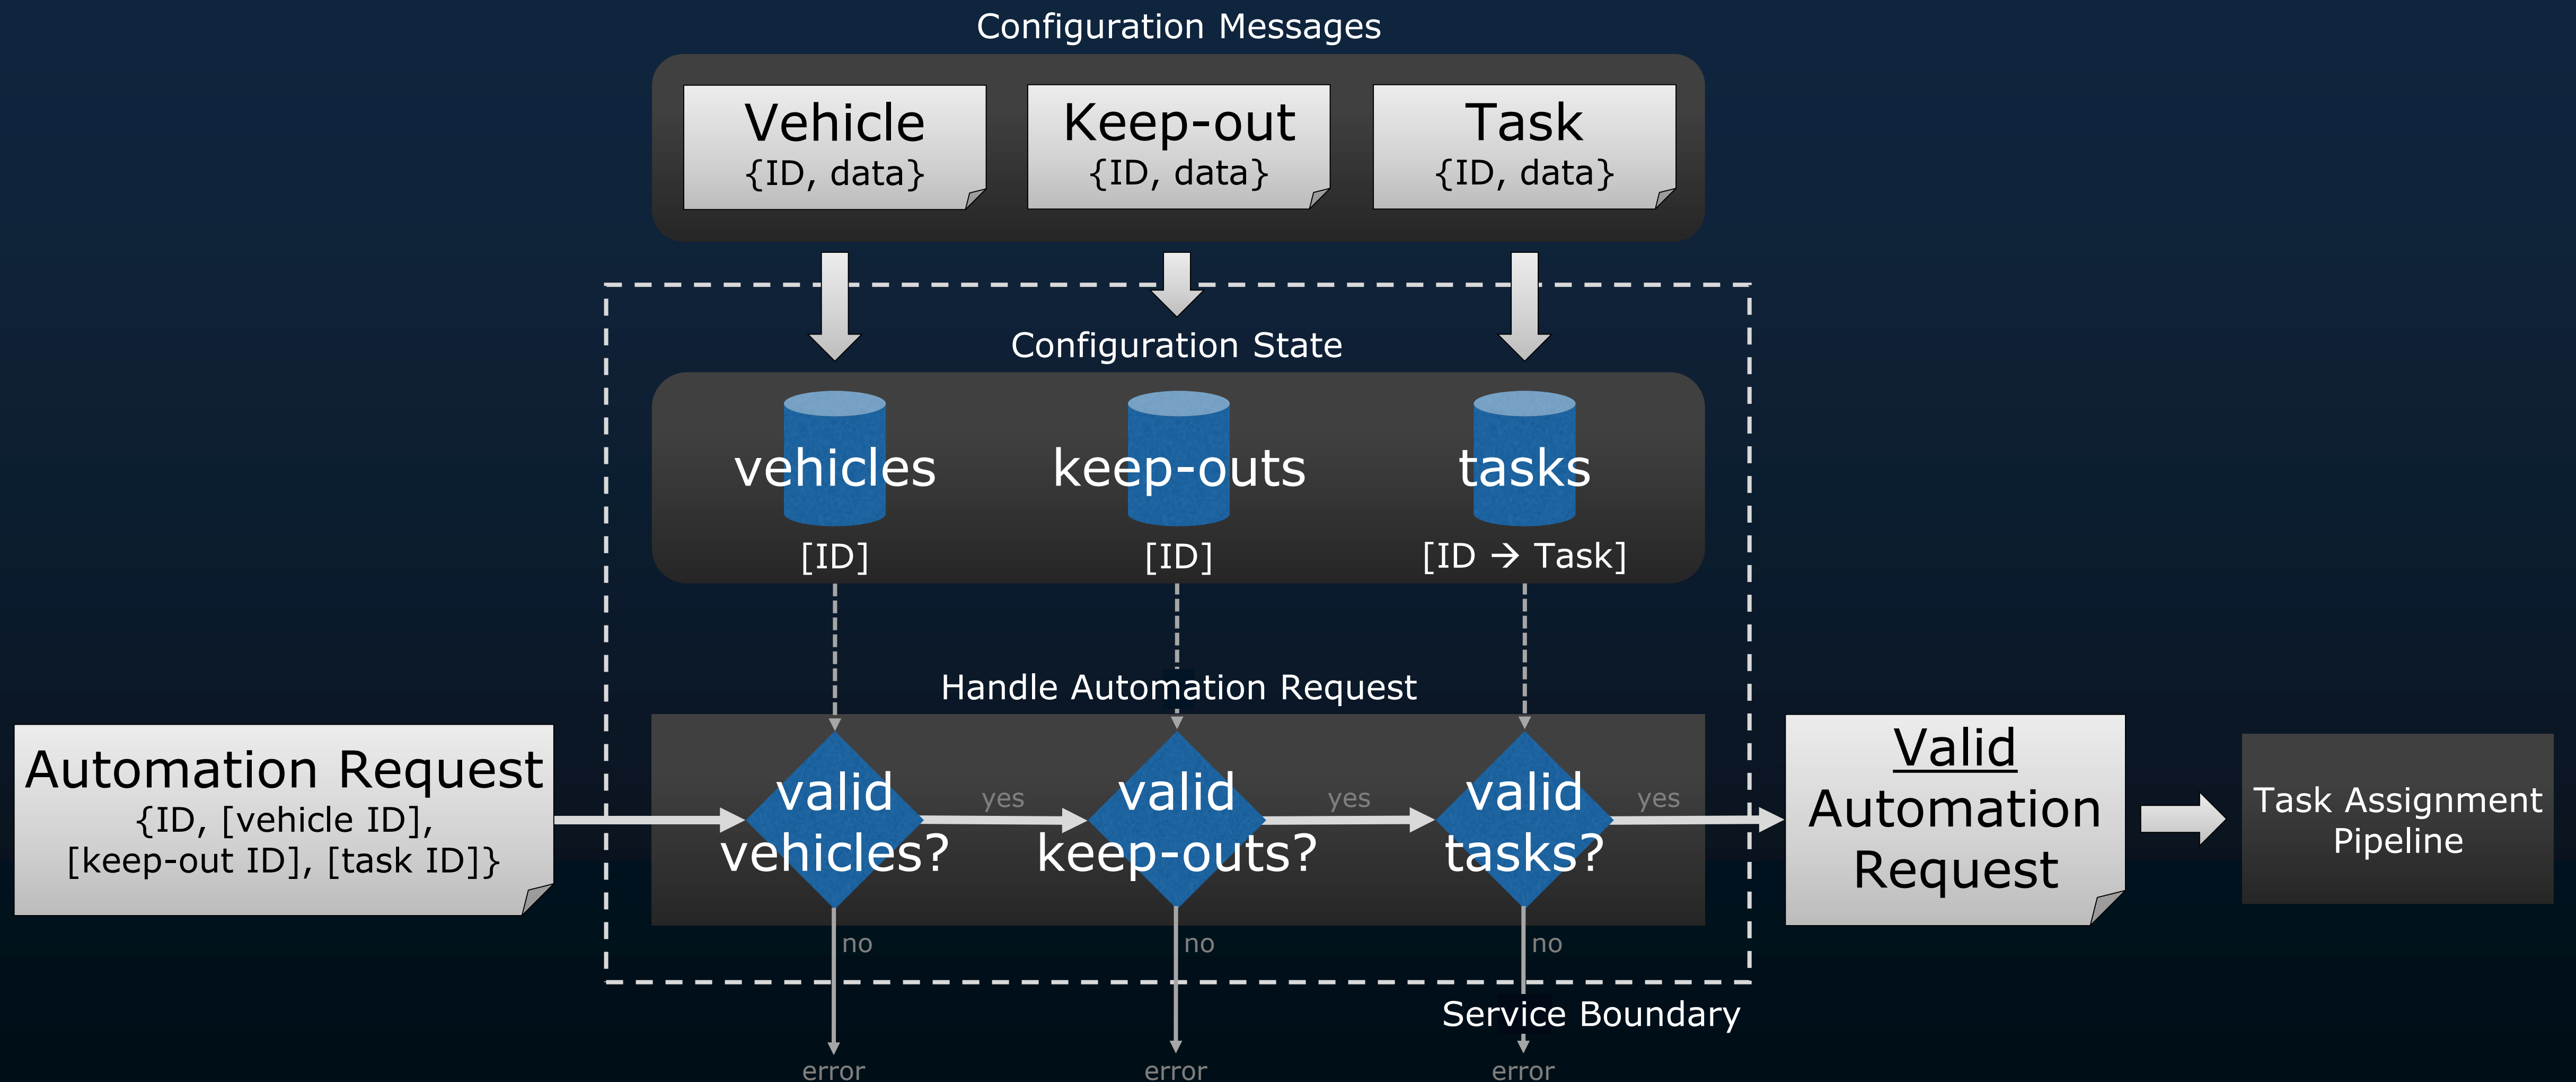 Configuration Messages
Vehicle
{ID, data}
Keep-out
{ID, data}
Task
{ID, data}
Configuration State
vehicles
[ID]
keep-outs
[ID]
tasks
[ID → Task]
Handle Automation Request
Automation Request
{ID, [vehicle ID],
[keep-out ID], [task ID]}
valid
vehicles?
yes
valid
keep-outs?
yes
valid
tasks?
yes
Valid
Automation
Request
Task Assignment
Pipeline
no
no
no
Service Boundary
error
error
error